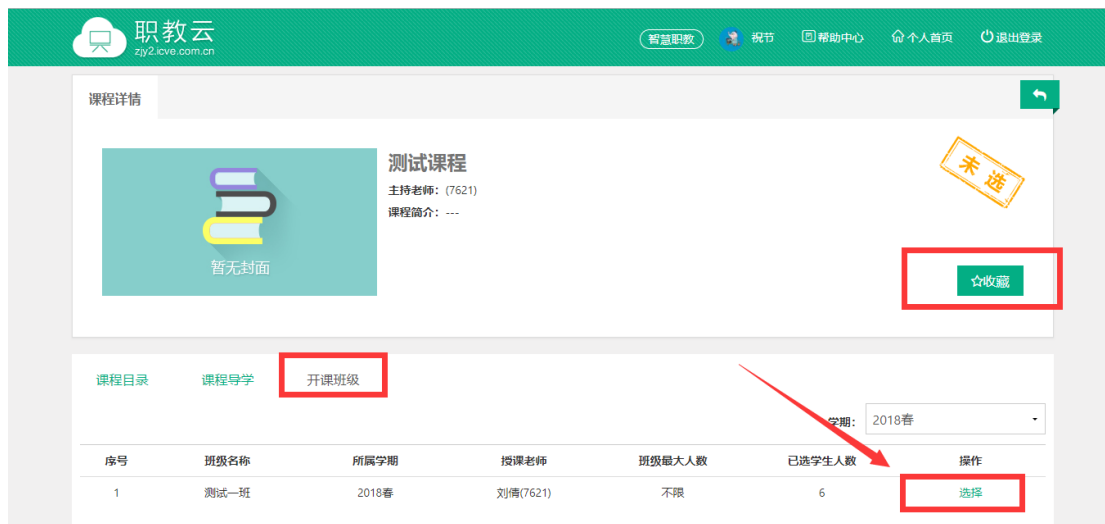 职教云
zjy2.icve.com.cn
智慧职教 祝节 帮助中心 个人首页 退出登录
课程详情
测试课程
主持老师：(7621)
课程简介：---
暂无封面
未选
收藏
课程目录 课程导学 开课班级
学期： 2018春
序号 班级名称 所属学期 授课老师 班级最大人数 已选学生人数 操作
1 测试一班 2018春 刘倩(7621) 不限 6 选择